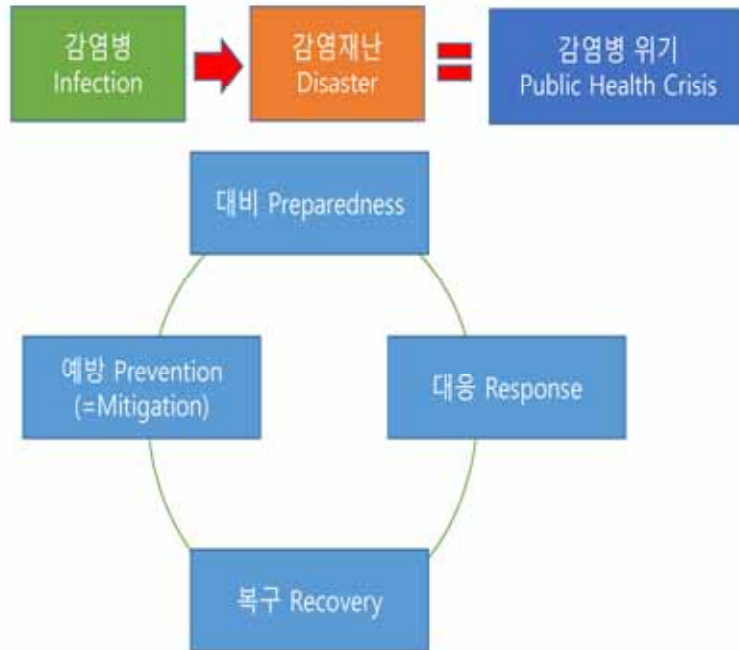 감염병
Infection
감염재난
Disaster
감염병 위기
Public Health Crisis
대비 Preparedness
예방 Prevention
(=Mitigation)
대응 Response
복구 Recovery